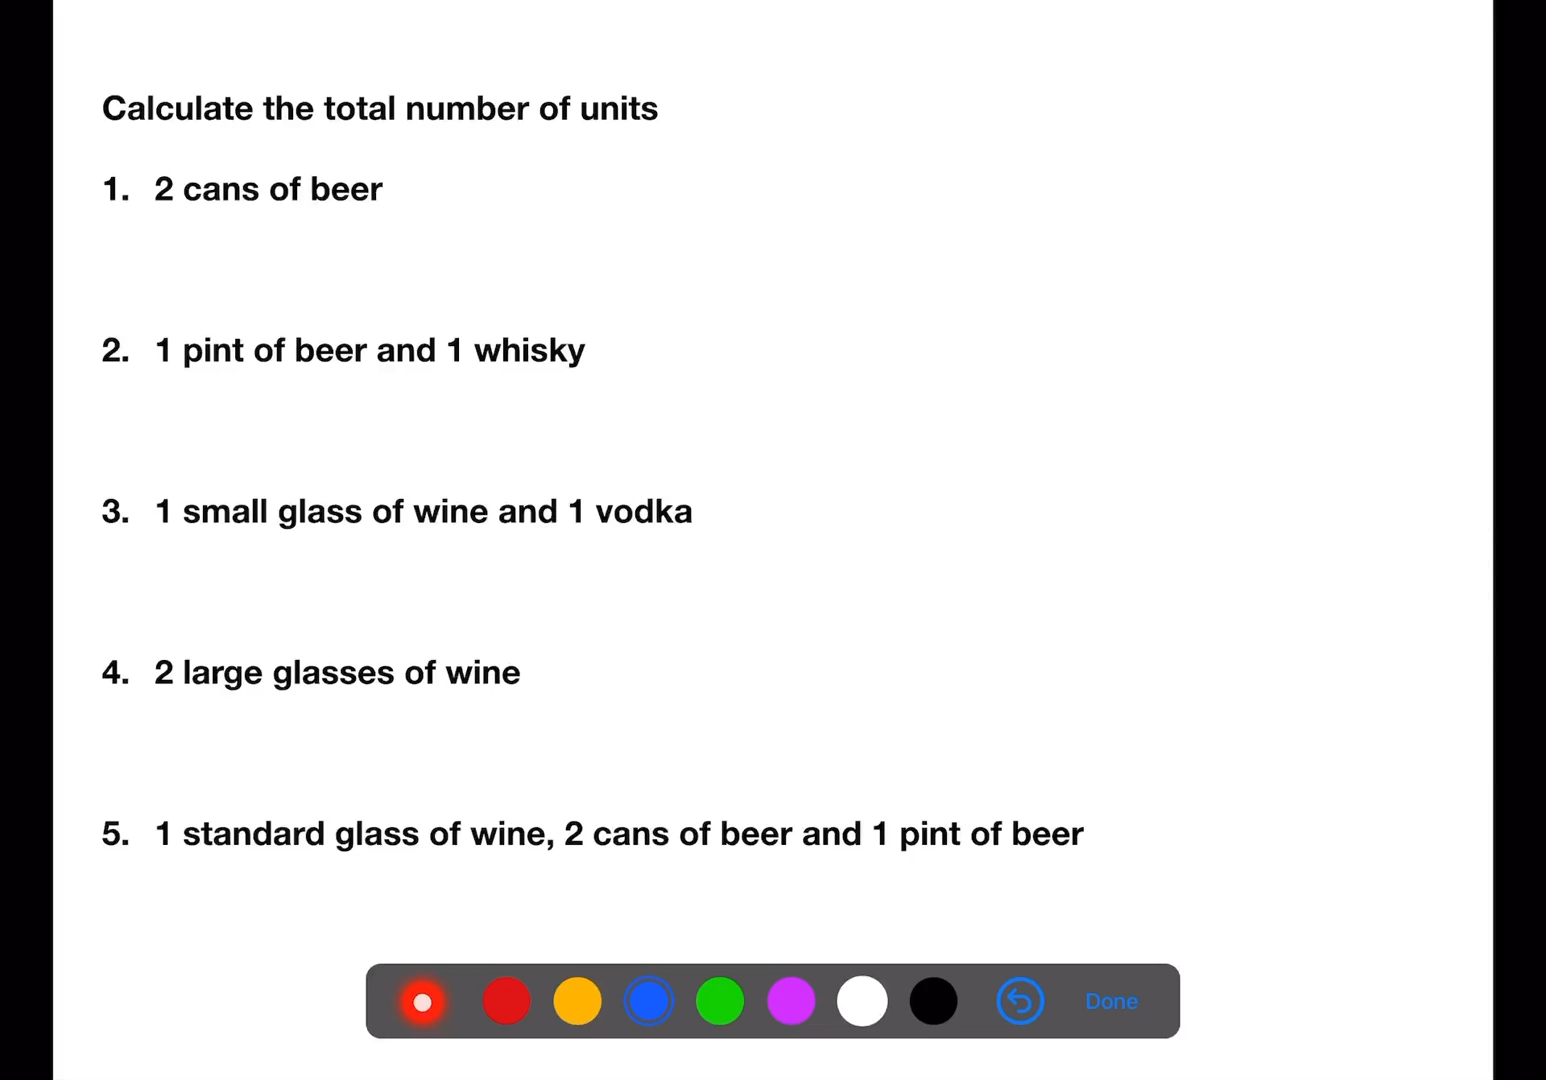 Calculate the total number of units
1. 2 cans of beer
2. 1 pint of beer and 1 whisky
3. 1 small glass of wine and 1 vodka
4. 2 large glasses of wine
5. 1 standard glass of wine, 2 cans of beer and 1 pint of beer
Done